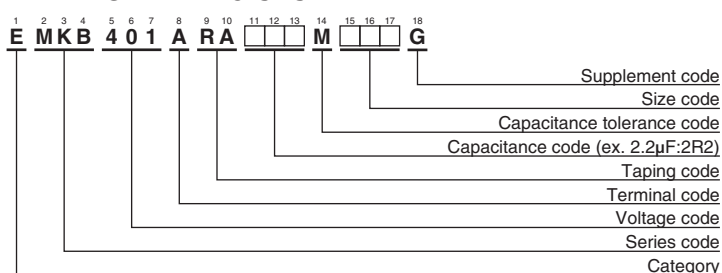 1 2 3 4 5 6 7 8 9 10 11 12 13 14 15 16 17 18
E MKB 401 A RA M G
Supplement code
Size code
Capacitance tolerance code
Capacitance code (ex. 2.2μF:2R2)
Taping code
Terminal code
Voltage code
Series code
Category